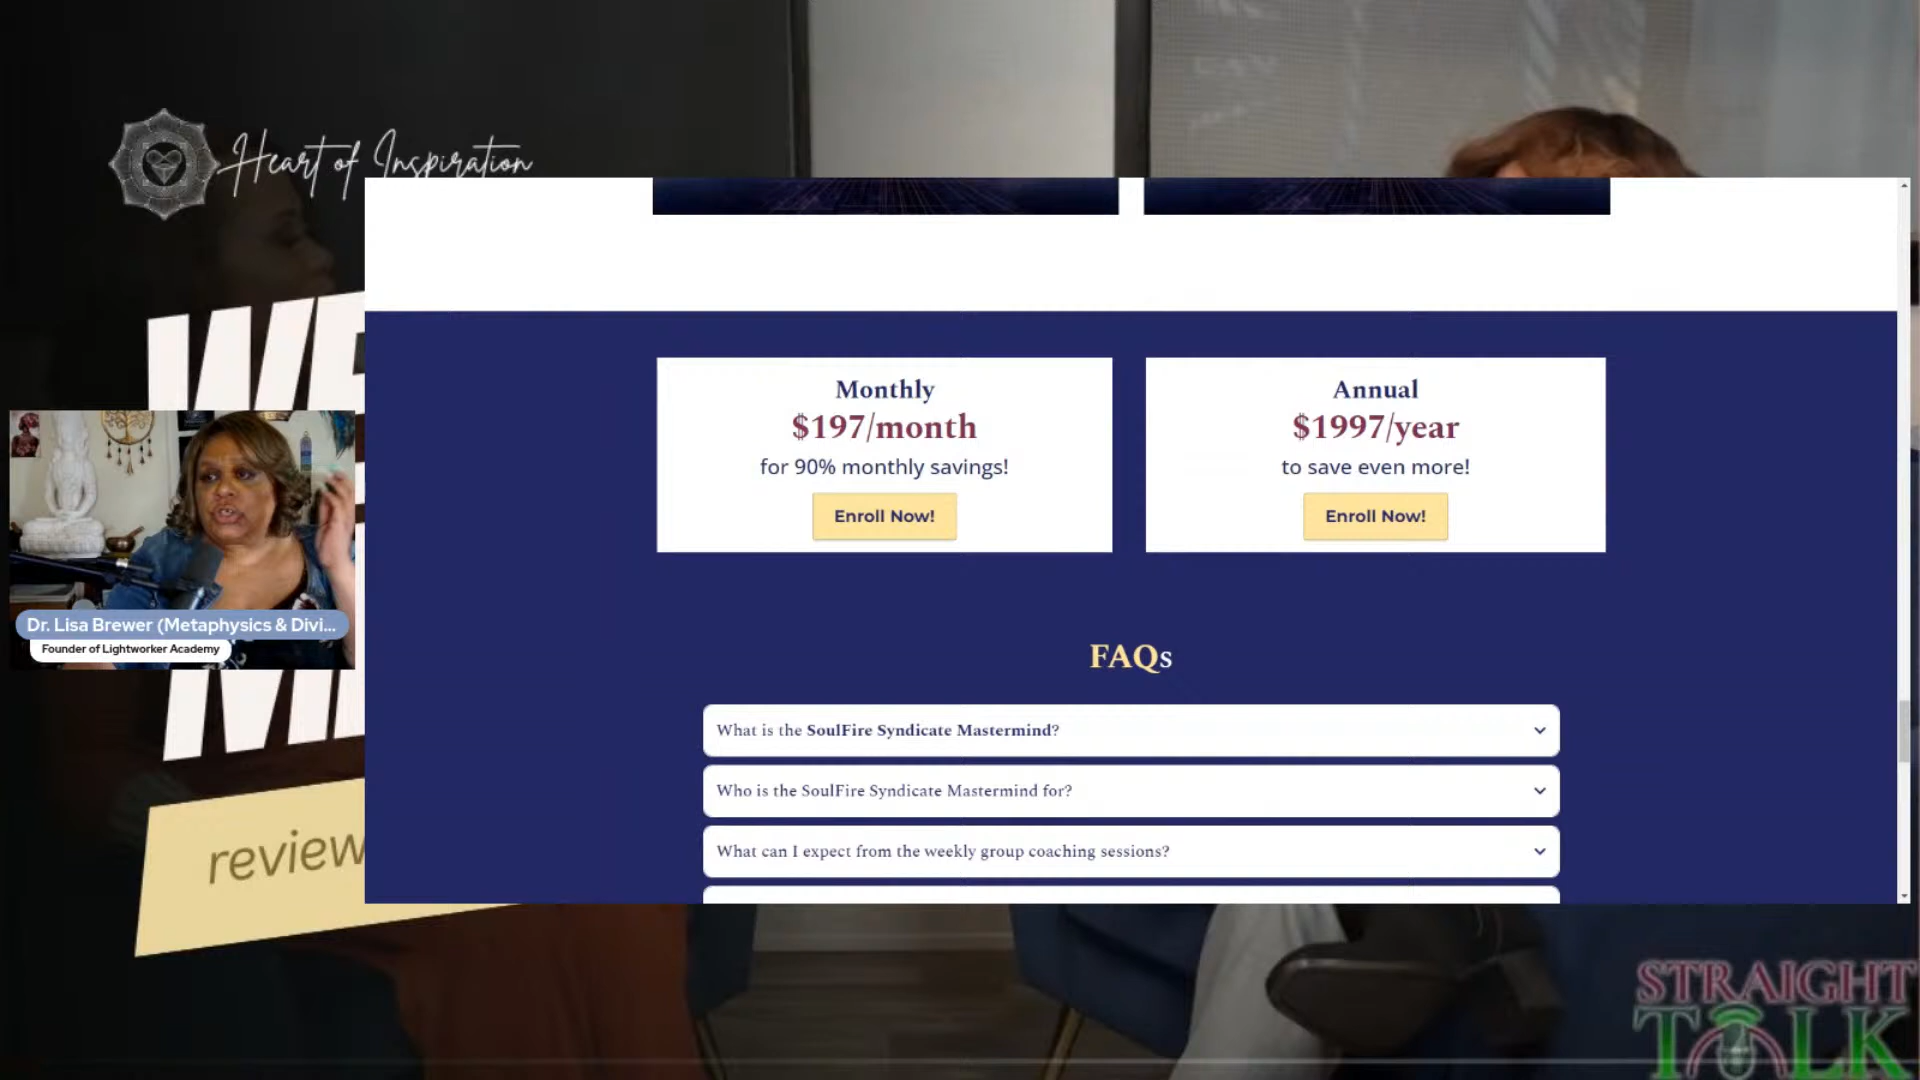 Heart of Inspiration
Monthly
$197/month
for 90% monthly savings!
Enroll Now!
Annual
$1997/year
to save even more!
Enroll Now!
Dr. Lisa Brewer (Metaphysics & Divi...
Founder of Lightworker Academy
FAQs
What is the SoulFire Syndicate Mastermind?
Who is the SoulFire Syndicate Mastermind for?
What can I expect from the weekly group coaching sessions?
review
STRAIGHT
TALK